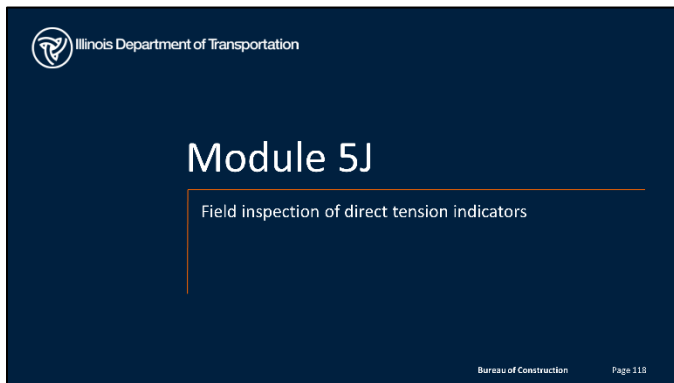 Illinois Department of Transportation
Module 5J
Field inspection of direct tension indicators
Bureau of Construction Page 118